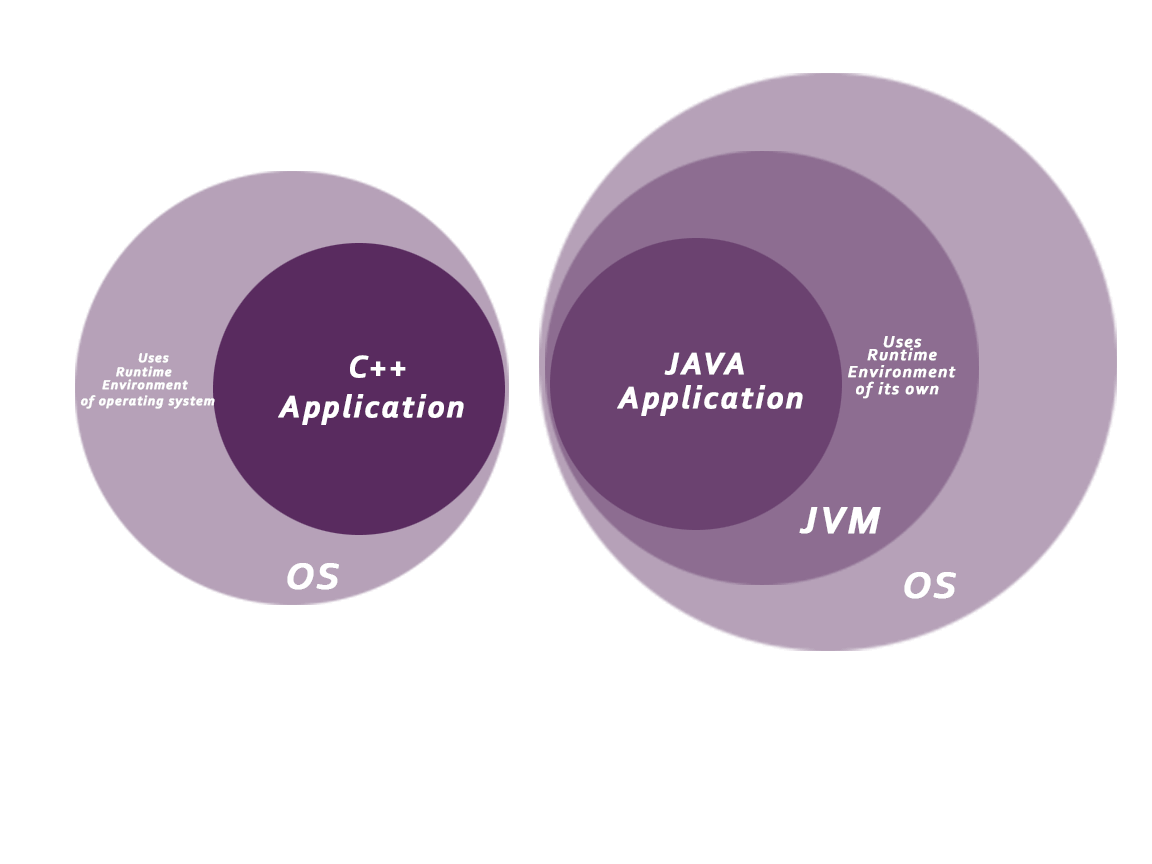 Uses
Runtime
Environment
of operating system
C++
Application
OS
JAVA
Application
Uses
Runtime
Environment
of its own
JVM
OS